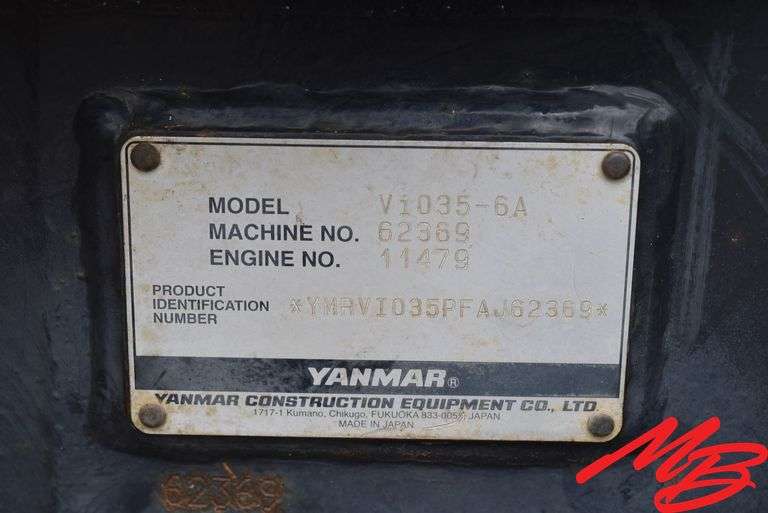 MODEL ViO35-6A
MACHINE NO. 62369
ENGINE NO. 11479
PRODUCT IDENTIFICATION NUMBER *YMRVIO35PFAJ62369*
YANMAR®
YANMAR CONSTRUCTION EQUIPMENT CO., LTD.
1717-1 Kumano, Chikugo, FUKUOKA 833-0055, JAPAN
MADE IN JAPAN
62369
MB